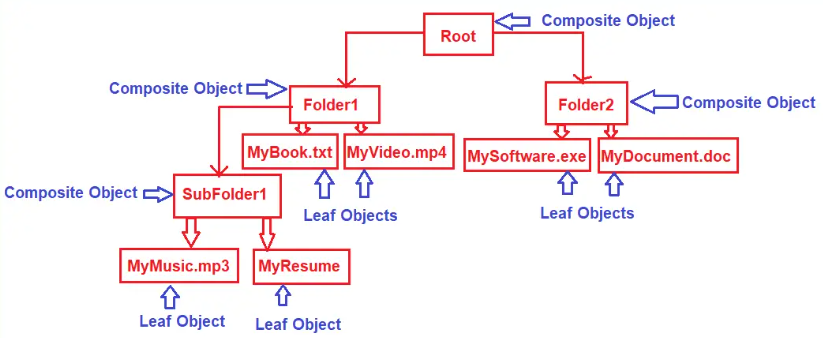 Composite Object
Root
Composite Object
Folder1
Folder2
Composite Object
MyBook.txt
MyVideo.mp4
MySoftware.exe
MyDocument.doc
Composite Object
SubFolder1
Leaf Objects
Leaf Objects
MyMusic.mp3
MyResume
Leaf Object
Leaf Object